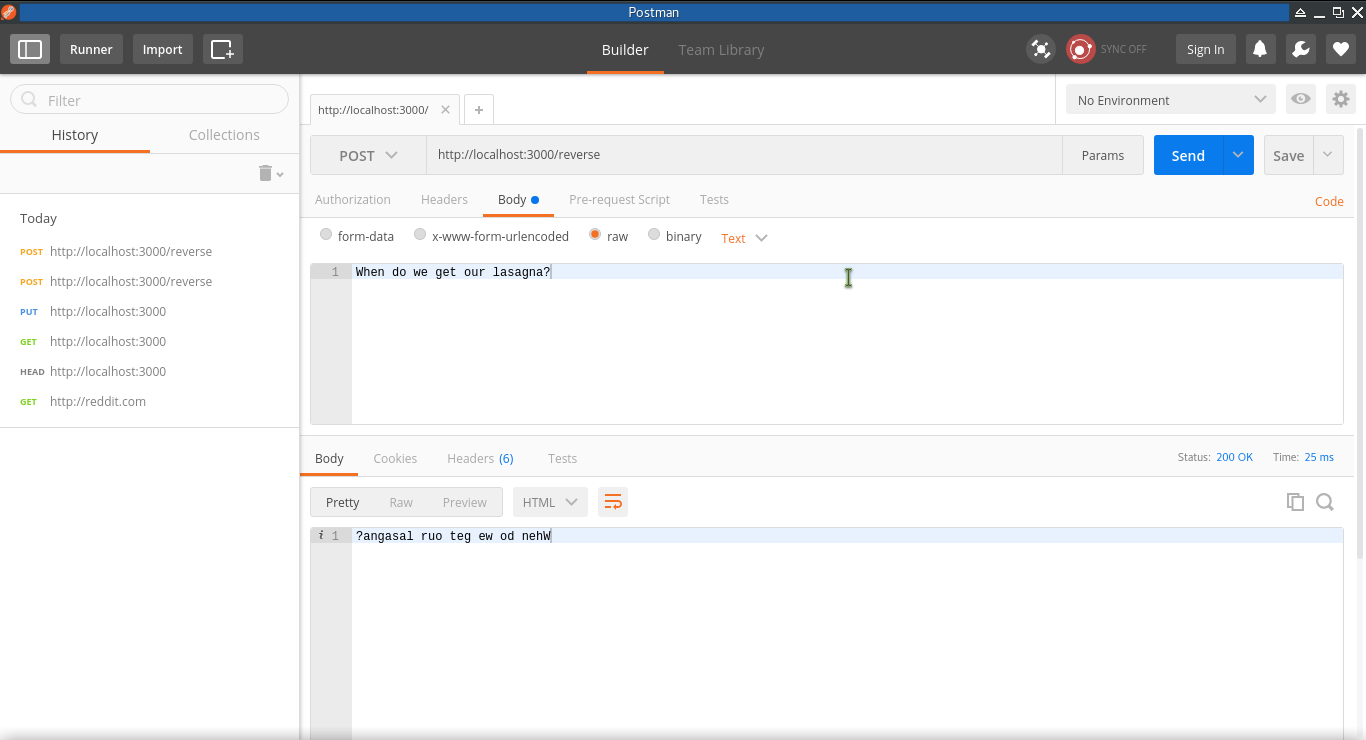 Postman
Runner Import Builder Team Library SYNC OFF Sign In
Filter
History Collections
Today
POST http://localhost:3000/reverse
POST http://localhost:3000/reverse
PUT http://localhost:3000
GET http://localhost:3000
HEAD http://localhost:3000
GET http://reddit.com
http://localhost:3000/ No Environment
POST http://localhost:3000/reverse Params Send Save
Authorization Headers Body Pre-request Script Tests Code
form-data x-www-form-urlencoded raw binary Text
1 When do we get our lasagna?
Body Cookies Headers (6) Tests Status: 200 OK Time: 25 ms
Pretty Raw Preview HTML
i 1 ?angasal ruo teg ew od nehW